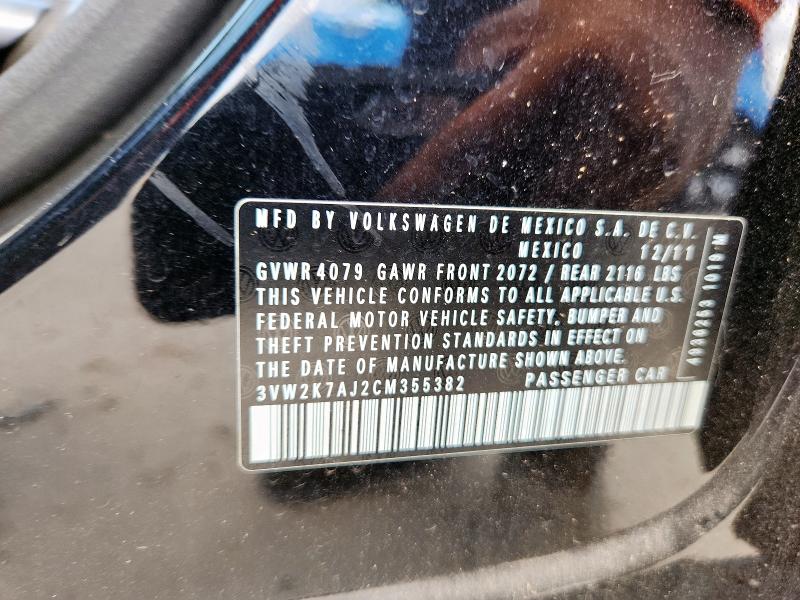 MFD BY VOLKSWAGEN DE MEXICO S.A. DE C.V.
MEXICO 12/11
GVWR 4079 GAWR FRONT 2072 / REAR 2116 LBS
THIS VEHICLE CONFORMS TO ALL APPLICABLE U.S.
FEDERAL MOTOR VEHICLE SAFETY, BUMPER AND
THEFT PREVENTION STANDARDS IN EFFECT ON
THE DATE OF MANUFACTURE SHOWN ABOVE.
3VW2K7AJ2CM355382 PASSENGER CAR
1019 M